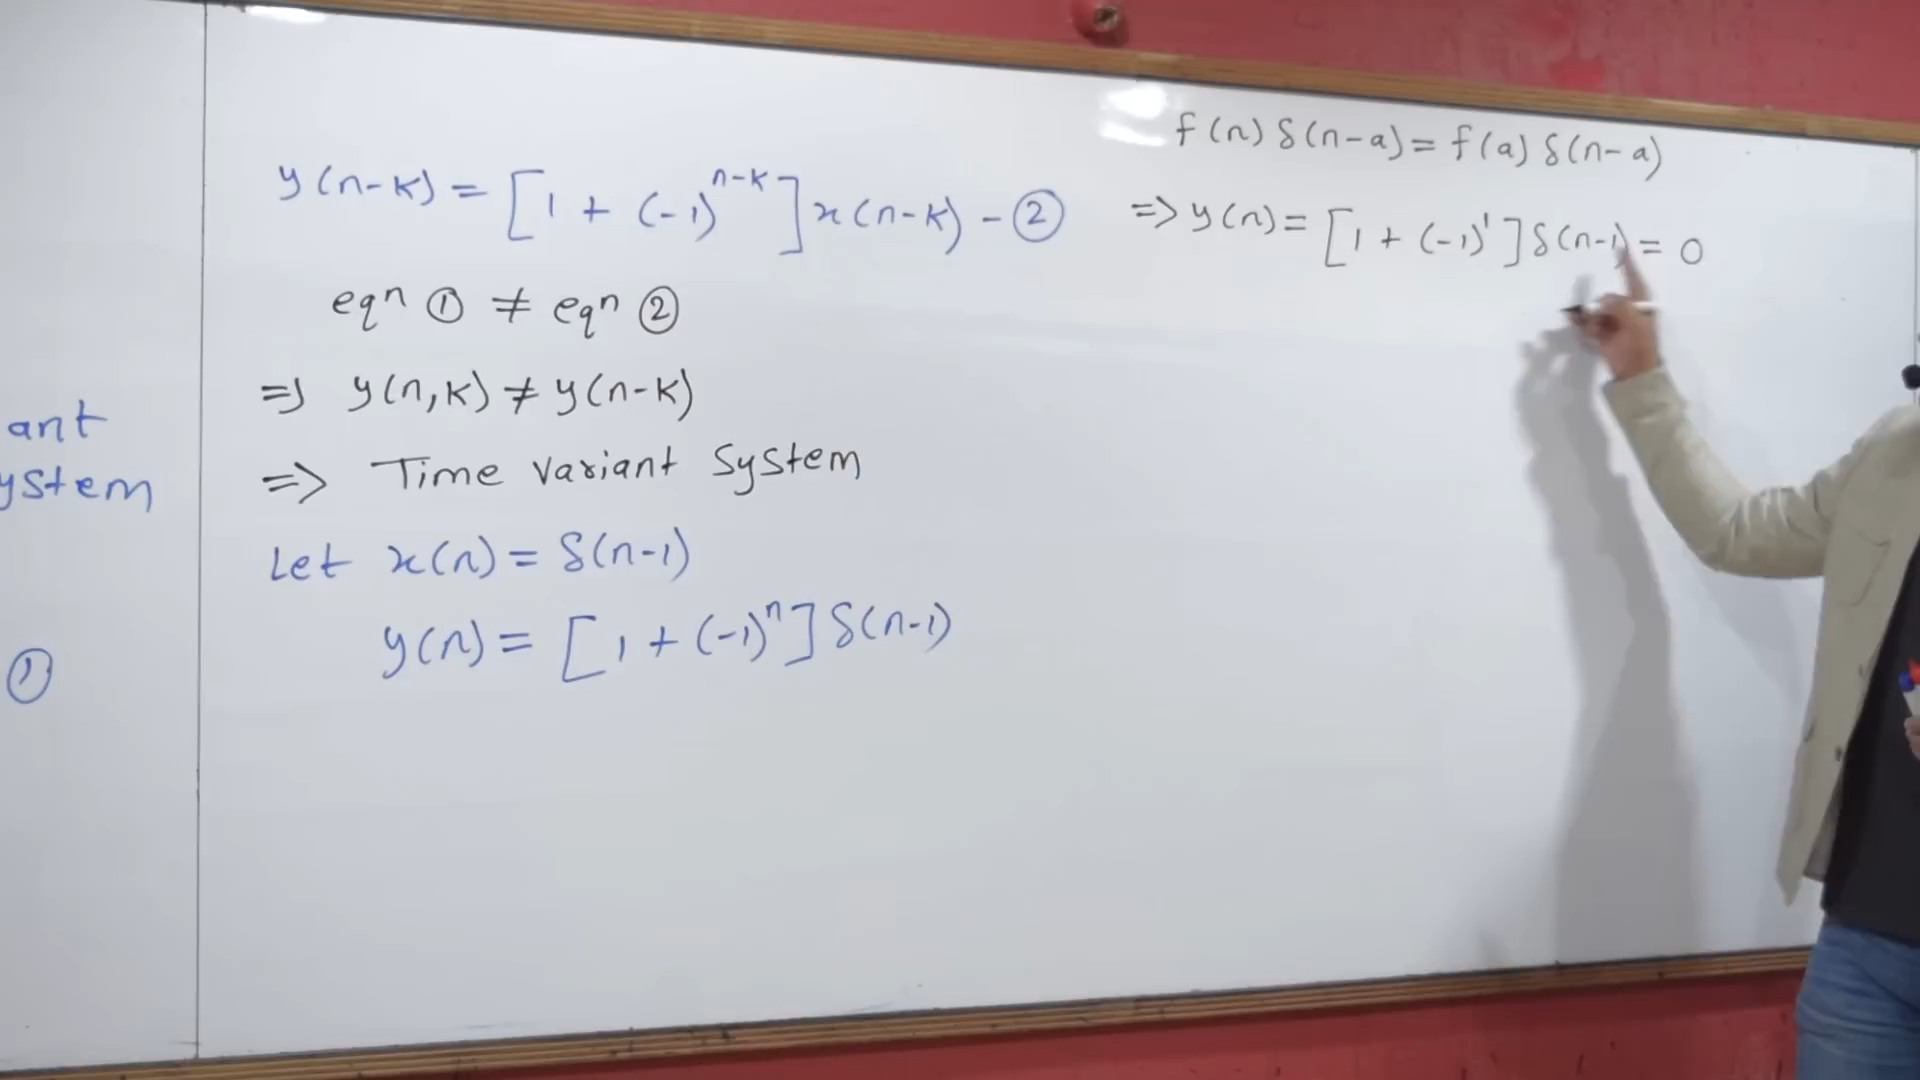 ant
ystem
①
y(n-k) = [1 + (-1)ⁿ⁻ᵏ] x(n-k) - ②
eqⁿ ① ≠ eqⁿ ②
=> y(n,k) ≠ y(n-k)
=> Time variant system
Let x(n) = δ(n-1)
y(n) = [1 + (-1)ⁿ] δ(n-1)
f(n) δ(n-a) = f(a) δ(n-a)
=> y(n) = [1 + (-1)¹] δ(n-1) = 0